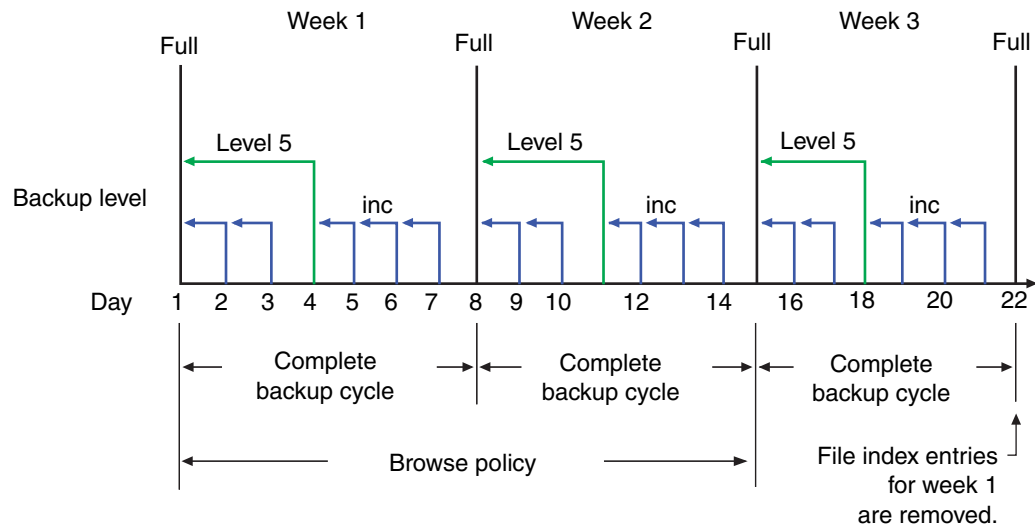 Week 1 Week 2 Week 3
Full Full Full Full
Level 5 Level 5 Level 5
Backup level
inc inc inc
Day 1 2 3 4 5 6 7 8 9 10 12 14 16 18 20 22
Complete
backup cycle
Complete
backup cycle
Complete
backup cycle
Browse policy
File index entries
for week 1
are removed.